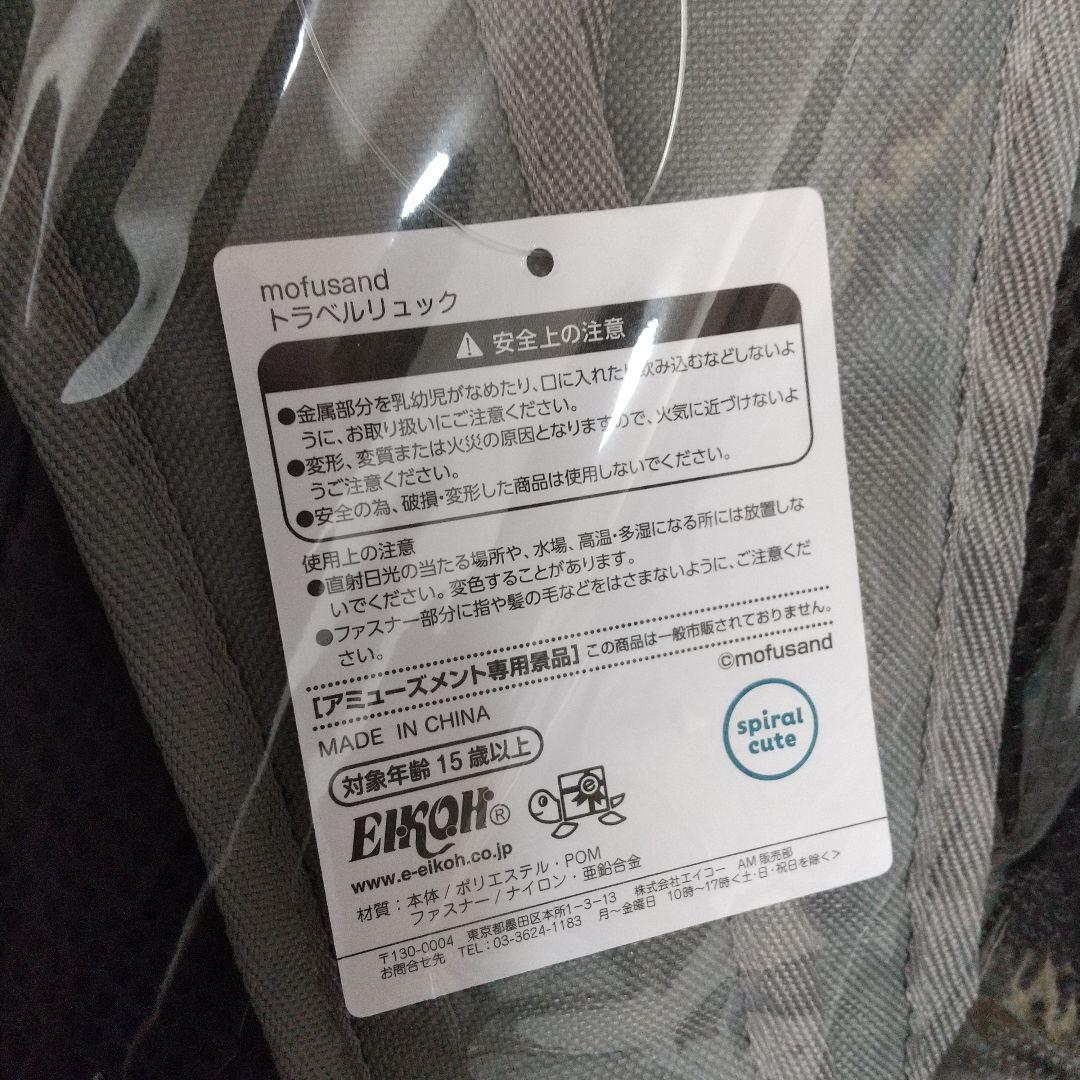 mofusand
トラベルリュック
安全上の注意
●金属部分を乳幼児がなめたり、口に入れたり飲み込むなどしないよ
うに、お取り扱いにご注意ください。
●変形、変質または火災の原因となりますので、火気に近づけないよ
うご注意ください。
●安全の為、破損・変形した商品は使用しないでください。
使用上の注意
●直射日光の当たる場所や、水場、高温・多湿になる所には放置しな
いでください。変色することがあります。
●ファスナー部分に指や髪の毛などをはさまないように、ご注意くだ
さい。
[アミューズメント専用景品] この商品は一般市販されておりません。
©mofusand
MADE IN CHINA
spiral
cute
対象年齢 15 歳以上
EIKOH®
e
www.e-eikoh.co.jp
材質：本体 / ポリエステル・POM
ファスナー / ナイロン・亜鉛合金
〒130-0004 東京都墨田区本所1-3-13 株式会社エイコー AM販売部
お問合せ先 TEL：03-3624-1183 月～金曜日 10時～17時<土・日・祝日を除く>